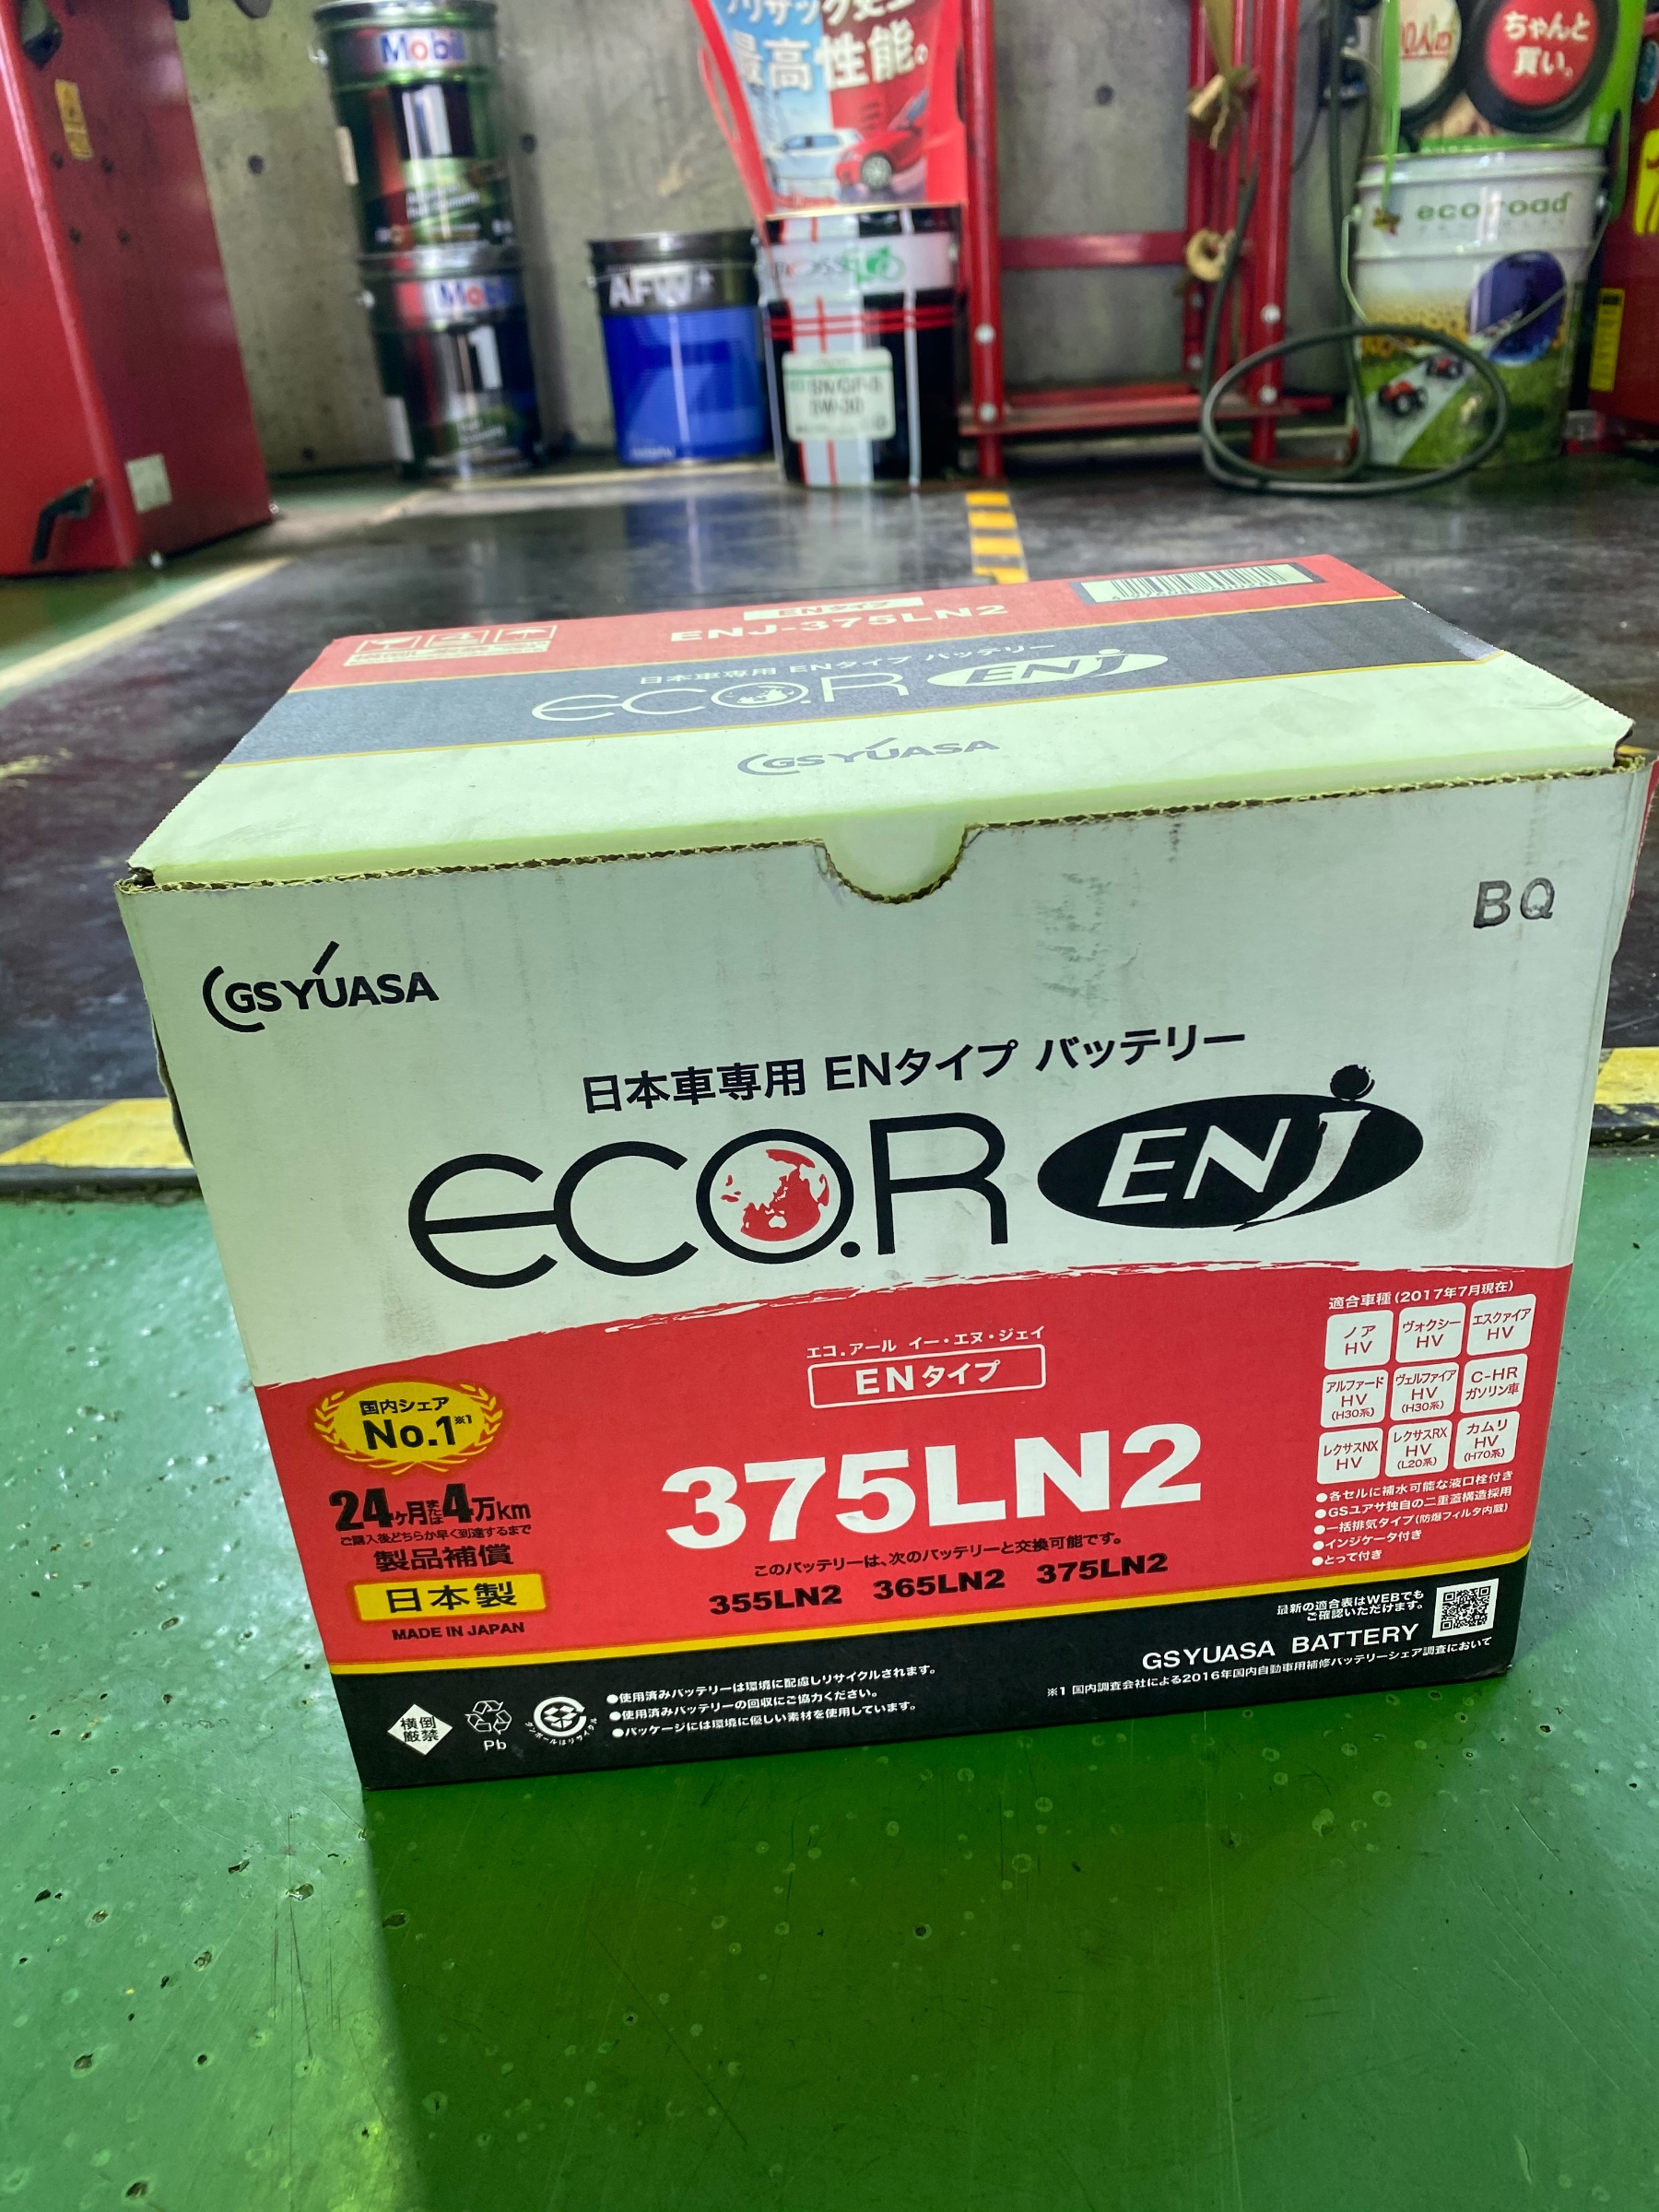 最高性能。
ちゃんと
買い。
Mobil
1
ecoroad
Mobil
1
AFW+
5W-30
ENタイプ
ENJ-375LN2
日本車専用 ENタイプ バッテリー
ECO.R ENJ
GSYUASA
BQ
GSYUASA
日本車専用 ENタイプ バッテリー
ECO.R ENJ
エコ.アール イー・エヌ・ジェイ
ENタイプ
375LN2
このバッテリーは、次のバッテリーと交換可能です。
355LN2 365LN2 375LN2
国内シェア
No.1※1
24ヶ月または4万km
ご購入後どちらか早く到達するまで
製品補償
日本製
MADE IN JAPAN
適合車種(2017年7月現在)
ノア HV
ヴォクシー HV
エスクァイア HV
アルファード HV (H30系)
ヴェルファイア HV (H30系)
C-HR ガソリン車
レクサスNX HV
レクサスRX HV (L20系)
カムリ HV (H70系)
●各セルに補水可能な液口栓付き
●GSユアサ独自の二重蓋構造採用
●一括排気タイプ(防爆フィルタ内蔵)
●インジケータ付き
●とって付き
最新の適合表はWEBでも
ご確認いただけます。
GSYUASA BATTERY
※1 国内調査会社による2016年国内自動車用補修バッテリーシェア調査において
横倒
厳禁
Pb
ダンボールはリサイクル
●使用済みバッテリーは環境に配慮しリサイクルされます。
●使用済みバッテリーの回収にご協力ください。
●パッケージには環境に優しい素材を使用しています。